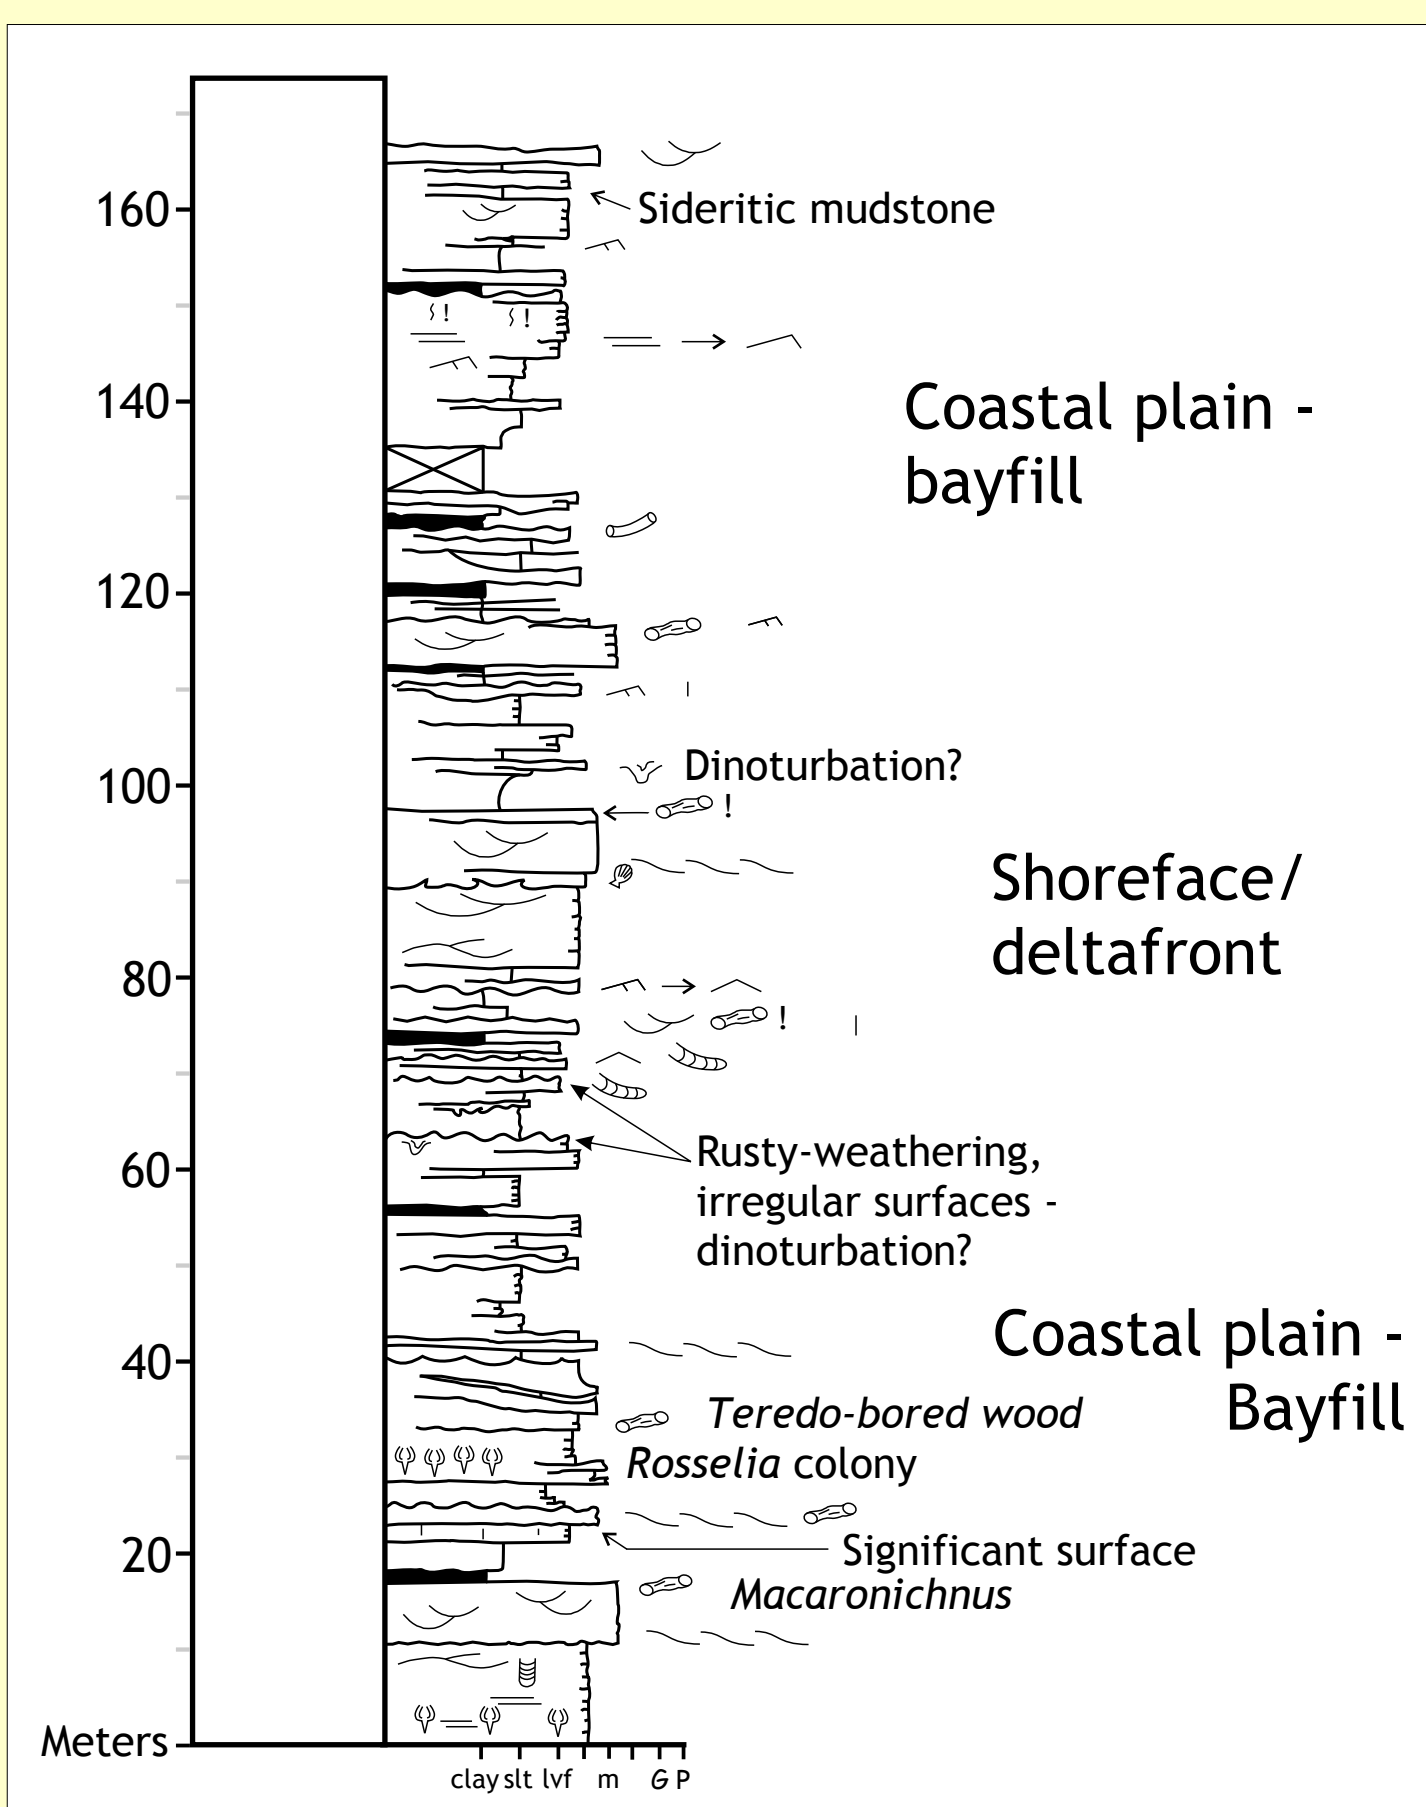 160
Sideritic mudstone
! !
140
Coastal plain -
bayfill
120
Dinoturbation?
100
!
Shoreface/
deltafront
80
!
Rusty-weathering,
60
irregular surfaces -
dinoturbation?
Coastal plain -
40
Bayfill
Teredo-bored wood
Rosselia colony
20
Significant surface
Macaronichnus
Meters
clay slt lvf m G P